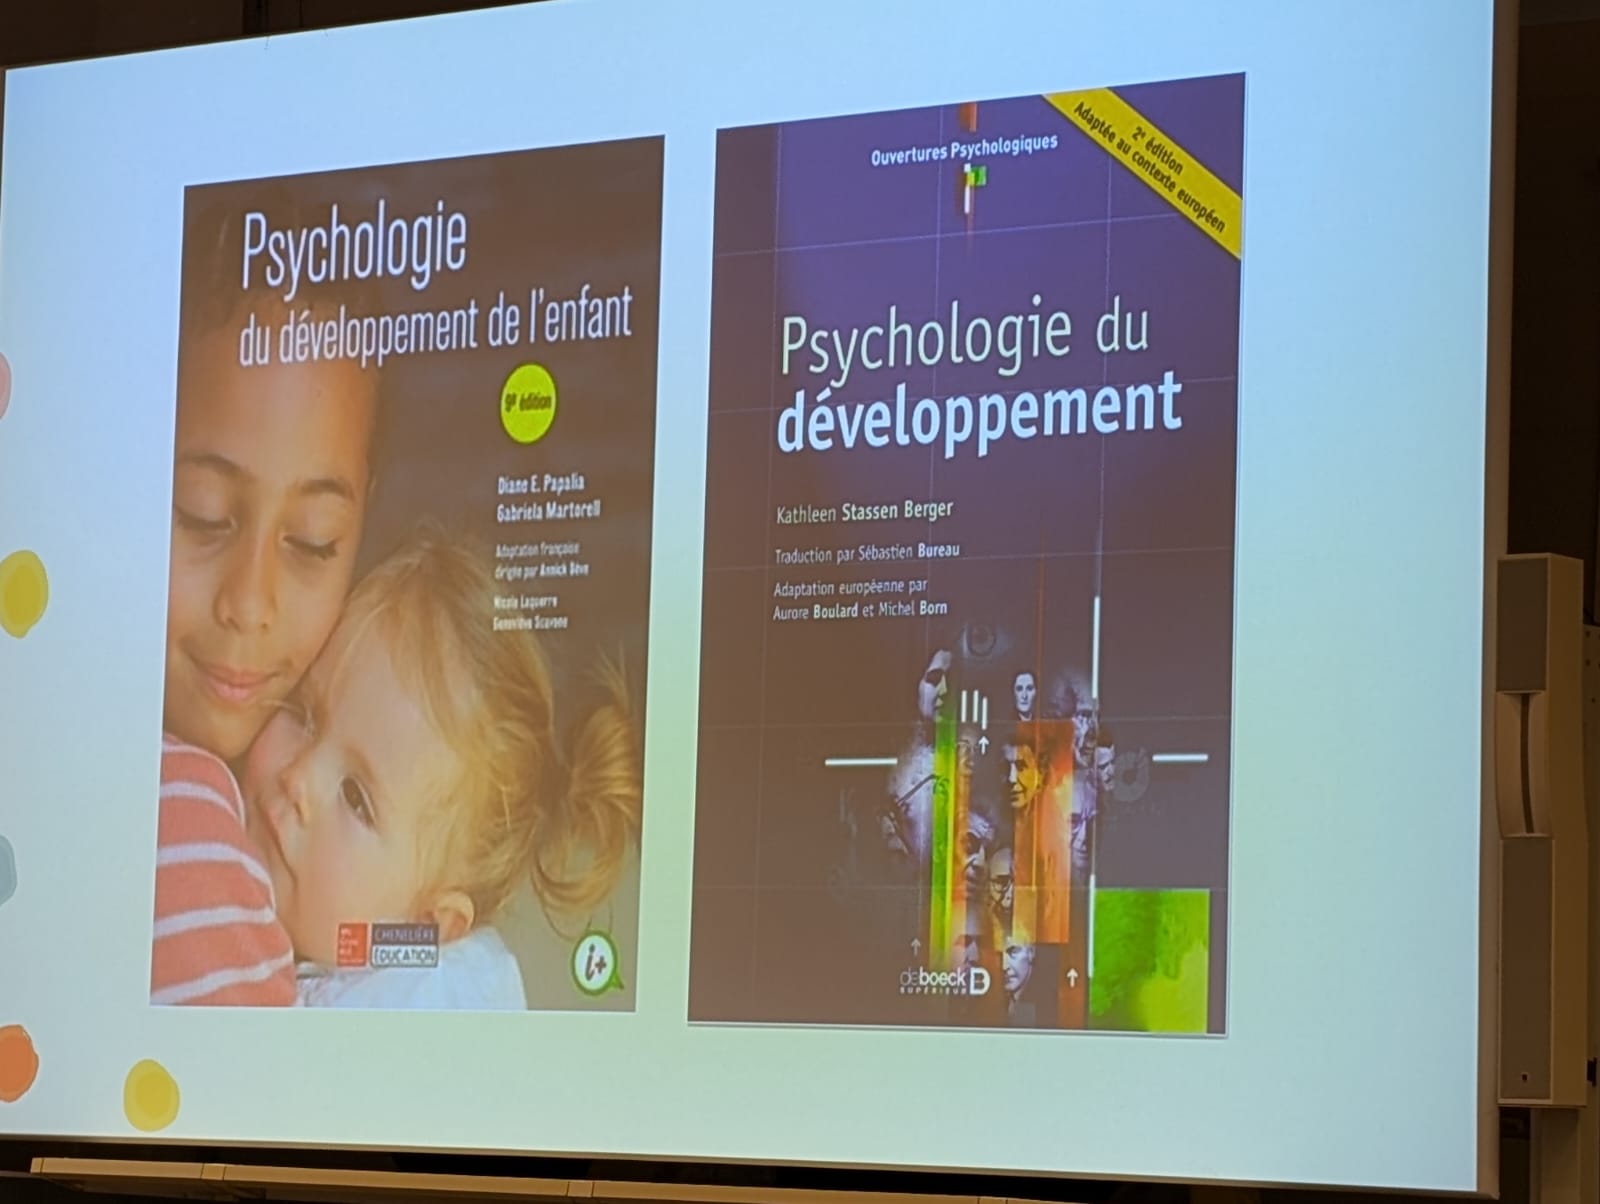 Psychologie
du développement de l'enfant
9e édition
Diane E. Papalia
Gabriela Martorell
Adaptation française
dirigée par Annick Bève
Nicole Laquerre
Geneviève Scavone
CHENELIÈRE
ÉDUCATION
i+
2e édition
Adaptée au contexte européen
Ouvertures Psychologiques
Psychologie du
développement
Kathleen Stassen Berger
Traduction par Sébastien Bureau
Adaptation européenne par
Aurore Boulard et Michel Born
deboeck B
SUPÉRIEUR